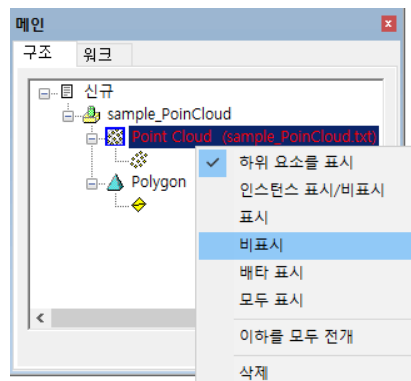 메인
구조 워크
신규
sample_PoinCloud
Point Cloud (sample_PoinCloud.txt)
Polygon
하위 요소를 표시
인스턴스 표시/비표시
표시
비표시
배타 표시
모두 표시
이하를 모두 전개
삭제